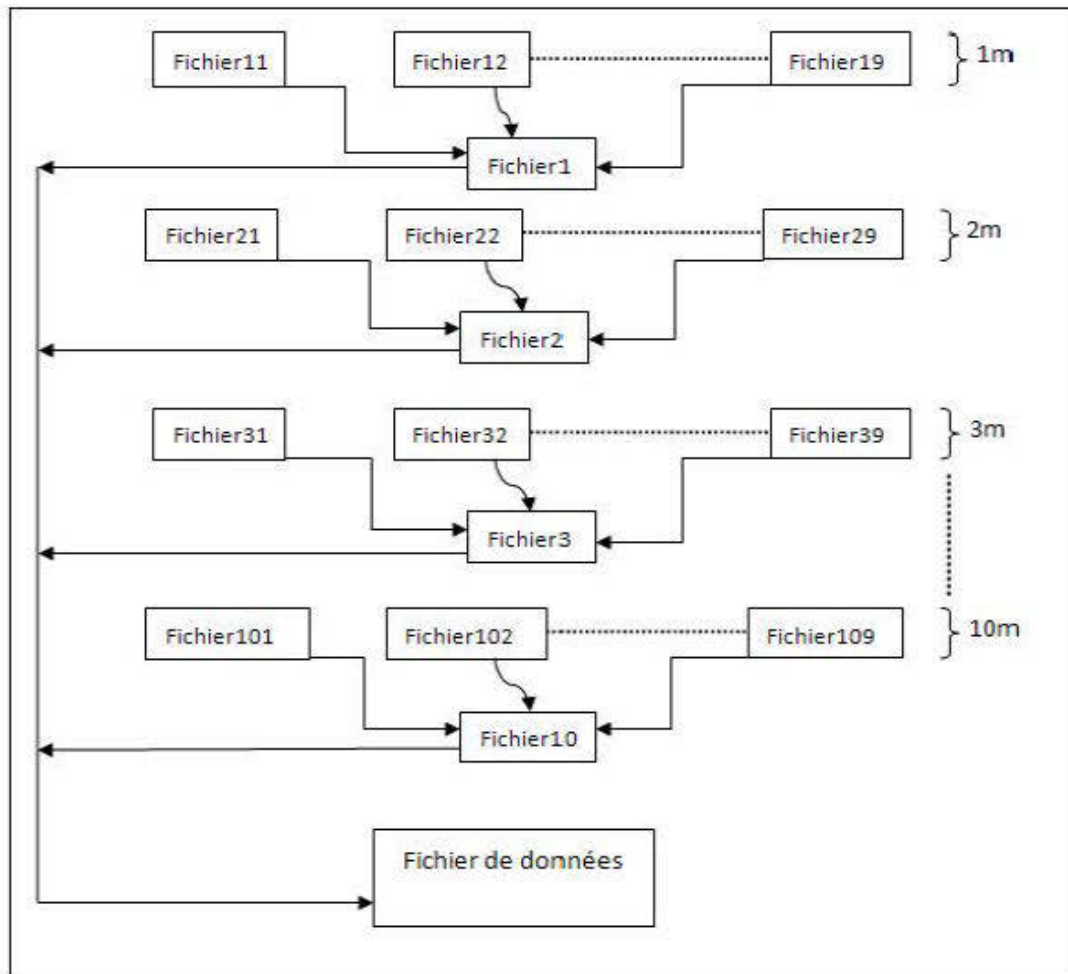 Fichier11 Fichier12 Fichier19 1m
Fichier1
Fichier21 Fichier22 Fichier29 2m
Fichier2
Fichier31 Fichier32 Fichier39 3m
Fichier3
Fichier101 Fichier102 Fichier109 10m
Fichier10
Fichier de données